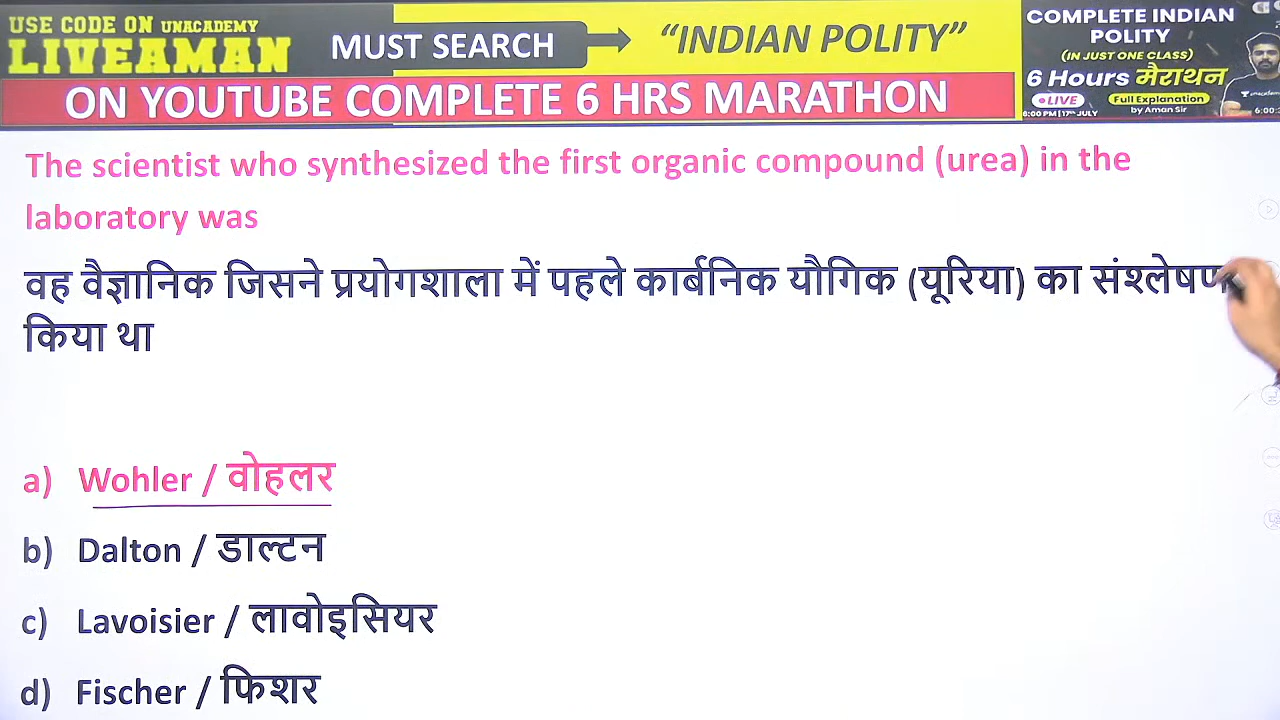 USE CODE ON UNACADEMY
LIVEAMAN
MUST SEARCH
"INDIAN POLITY"
ON YOUTUBE COMPLETE 6 HRS MARATHON
COMPLETE INDIAN
POLITY
(IN JUST ONE CLASS)
6 Hours मैराथन
LIVE
Full Explanation
by Aman Sir
The scientist who synthesized the first organic compound (urea) in the
laboratory was
वह वैज्ञानिक जिसने प्रयोगशाला में पहले कार्बनिक यौगिक (यूरिया) का संश्लेषण
किया था
a) Wohler / वोहलर
b) Dalton / डाल्टन
c) Lavoisier / लावोइसियर
d) Fischer / फिशर